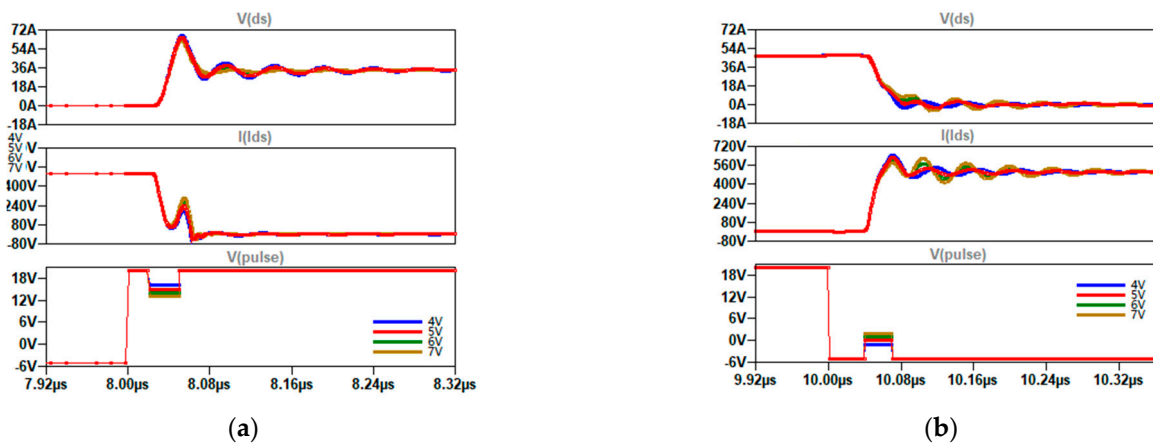 V(ds)
72A
54A
36A
18A
0A
-18A
I(Ids)
4V
5V
6V
7V
400V
240V
80V
-80V
V(pulse)
18V
12V
6V
0V
-6V
4V
5V
6V
7V
7.92µs
8.00µs
8.08µs
8.16µs
8.24µs
8.32µs
(a)
V(ds)
72A
54A
36A
18A
0A
-18A
I(Ids)
720V
560V
400V
240V
80V
-80V
V(pulse)
18V
12V
6V
0V
-6V
4V
5V
6V
7V
9.92µs
10.00µs
10.08µs
10.16µs
10.24µs
10.32µs
(b)